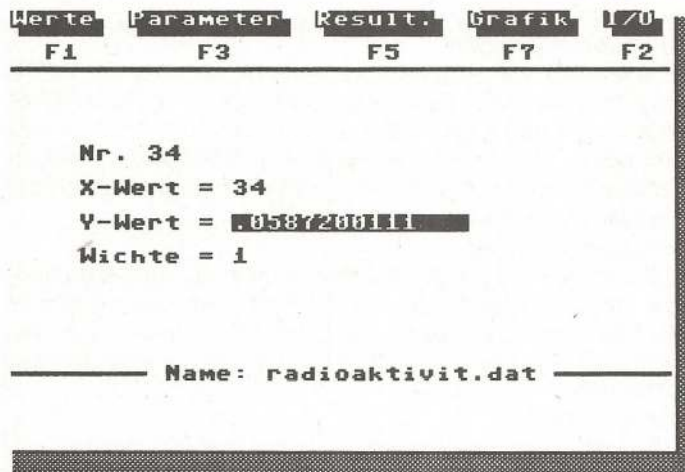 Werte Parameter Result. Grafik I/O
F1 F3 F5 F7 F2
Nr. 34
X-Wert = 34
Y-Wert = .0587200111
Wichte = 1
Name: radioaktivit.dat